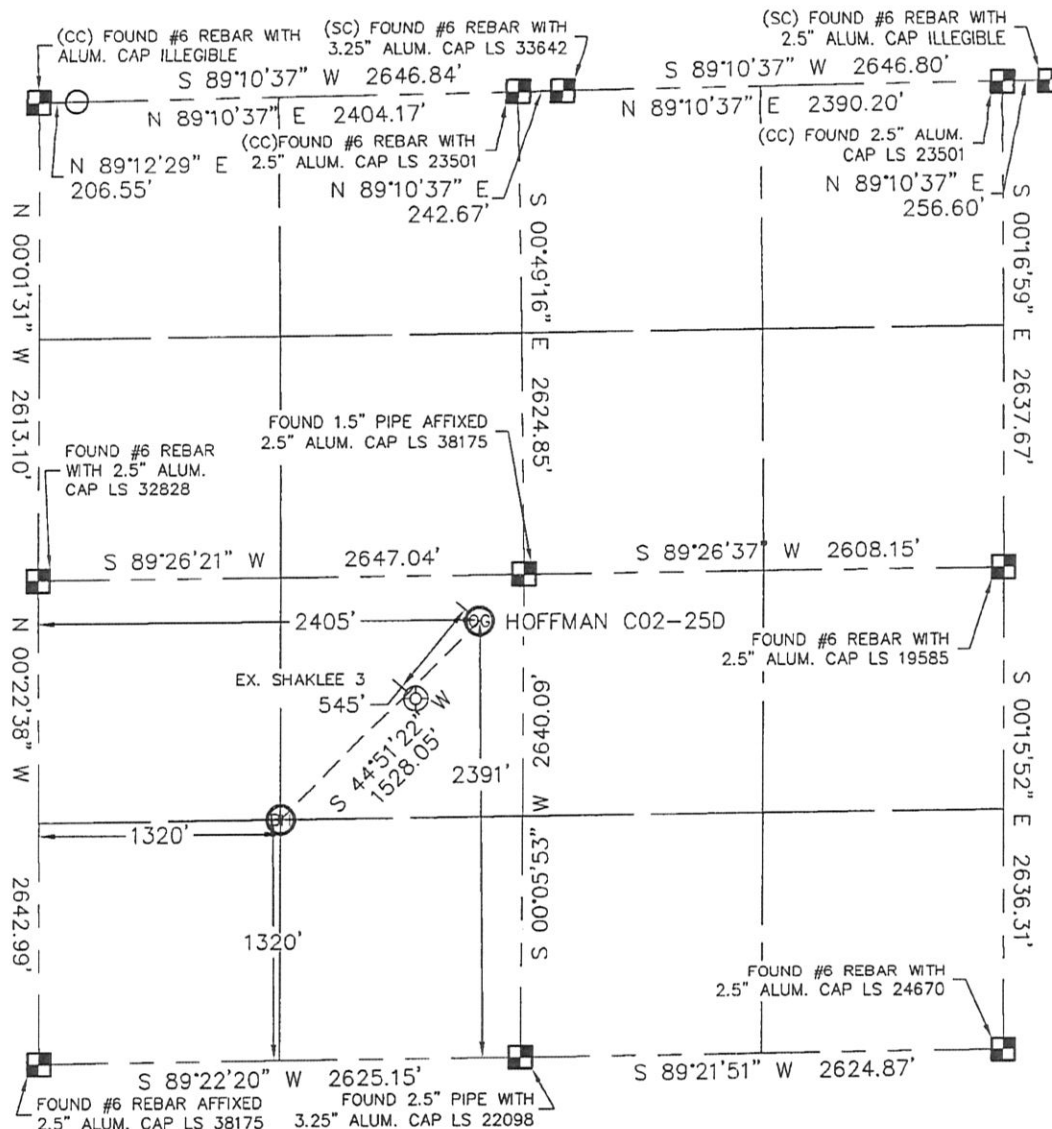 (CC) FOUND #6 REBAR WITH
ALUM. CAP ILLEGIBLE
(SC) FOUND #6 REBAR WITH
3.25" ALUM. CAP LS 33642
(SC) FOUND #6 REBAR WITH
2.5" ALUM. CAP ILLEGIBLE
S 89°10'37" W 2646.84'
S 89°10'37" W 2646.80'
N 89°10'37" E 2404.17'
N 89°10'37" E 2390.20'
(CC)FOUND #6 REBAR WITH
2.5" ALUM. CAP LS 23501
(CC) FOUND 2.5" ALUM.
CAP LS 23501
N 89°12'29" E
206.55'
N 89°10'37" E
242.67'
N 89°10'37" E
256.60'
N 00°01'31" W 2613.10'
S 00°49'16" E 2624.85'
S 00°16'59" E 2637.67'
FOUND 1.5" PIPE AFFIXED
2.5" ALUM. CAP LS 38175
FOUND #6 REBAR
WITH 2.5" ALUM.
CAP LS 32828
S 89°26'21" W 2647.04'
S 89°26'37" W 2608.15'
2405'
OG
HOFFMAN C02-25D
FOUND #6 REBAR WITH
2.5" ALUM. CAP LS 19585
EX. SHAKLEE 3
545'
S 44°51'22" W
1528.05'
2391'
N 00°22'38" W 2642.99'
S 00°05'53" W 2640.09'
S 00°15'52" E 2636.31'
BH
1320'
1320'
FOUND #6 REBAR WITH
2.5" ALUM. CAP LS 24670
S 89°22'20" W 2625.15'
S 89°21'51" W 2624.87'
FOUND #6 REBAR AFFIXED
2.5" ALUM. CAP LS 38175
FOUND 2.5" PIPE WITH
3.25" ALUM. CAP LS 22098